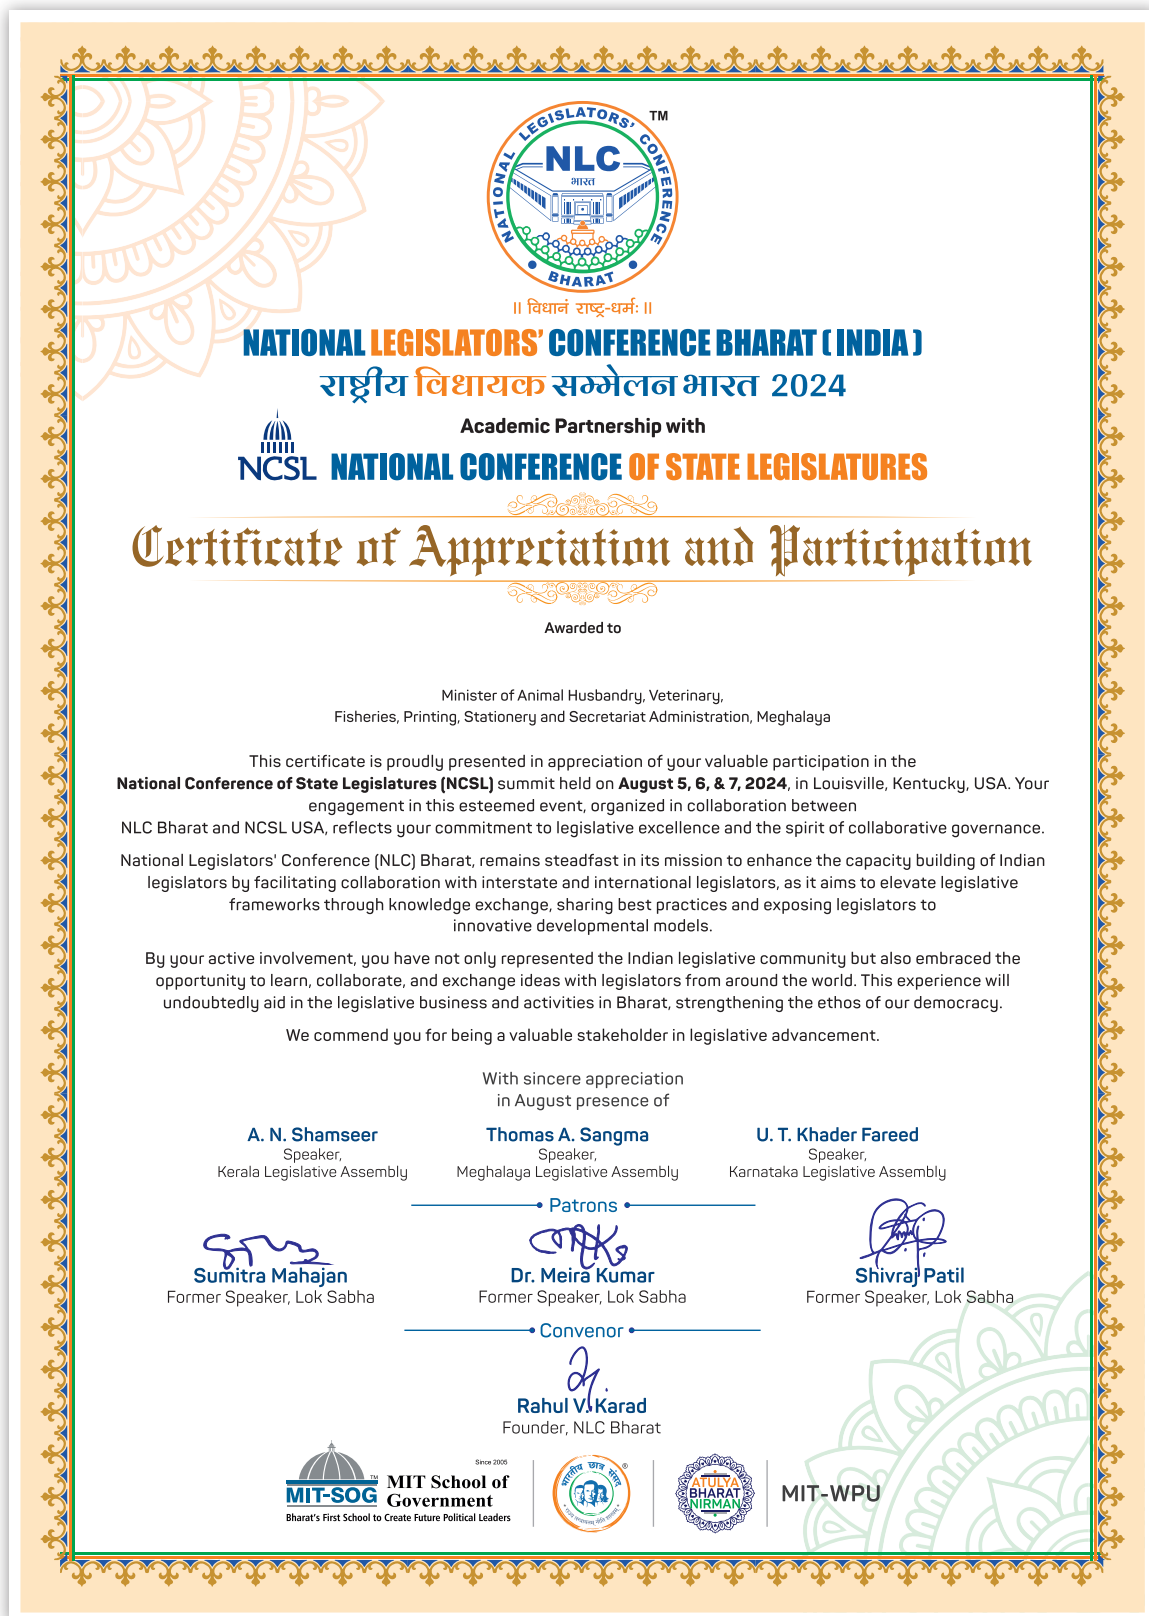 NATIONAL LEGISLATORS' CONFERENCE
TM
NLC
भारत
BHARAT
|| विधानं राष्ट्र-धर्मः ||
NATIONAL LEGISLATORS' CONFERENCE BHARAT ( INDIA )
राष्ट्रीय विधायक सम्मेलन भारत 2024
Academic Partnership with
NCSL NATIONAL CONFERENCE OF STATE LEGISLATURES
Certificate of Appreciation and Participation
Awarded to
Minister of Animal Husbandry, Veterinary,
Fisheries, Printing, Stationery and Secretariat Administration, Meghalaya
This certificate is proudly presented in appreciation of your valuable participation in the
National Conference of State Legislatures (NCSL) summit held on August 5, 6, & 7, 2024, in Louisville, Kentucky, USA. Your
engagement in this esteemed event, organized in collaboration between
NLC Bharat and NCSL USA, reflects your commitment to legislative excellence and the spirit of collaborative governance.
National Legislators' Conference (NLC) Bharat, remains steadfast in its mission to enhance the capacity building of Indian
legislators by facilitating collaboration with interstate and international legislators, as it aims to elevate legislative
frameworks through knowledge exchange, sharing best practices and exposing legislators to
innovative developmental models.
By your active involvement, you have not only represented the Indian legislative community but also embraced the
opportunity to learn, collaborate, and exchange ideas with legislators from around the world. This experience will
undoubtedly aid in the legislative business and activities in Bharat, strengthening the ethos of our democracy.
We commend you for being a valuable stakeholder in legislative advancement.
With sincere appreciation
in August presence of
A. N. Shamseer Thomas A. Sangma U. T. Khader Fareed
Speaker, Speaker, Speaker,
Kerala Legislative Assembly Meghalaya Legislative Assembly Karnataka Legislative Assembly
Patrons
Sumitra Mahajan Dr. Meira Kumar Shivraj Patil
Former Speaker, Lok Sabha Former Speaker, Lok Sabha Former Speaker, Lok Sabha
Convenor
Rahul V. Karad
Founder, NLC Bharat
Since 2005
MIT-SOG TM MIT School of
Government
Bharat's First School to Create Future Political Leaders
भारतीय छात्र संसद ®
ATULYA
BHARAT
NIRMAN
MIT-WPU